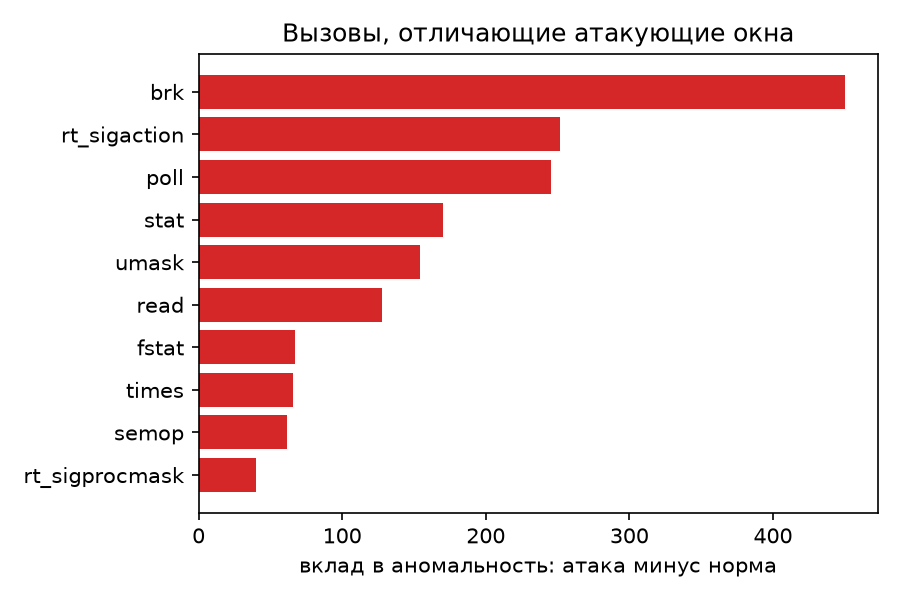 Вызовы, отличающие атакующие окна
brk
rt_sigaction
poll
stat
umask
read
fstat
times
semop
rt_sigprocmask
0 100 200 300 400
вклад в аномальность: атака минус норма